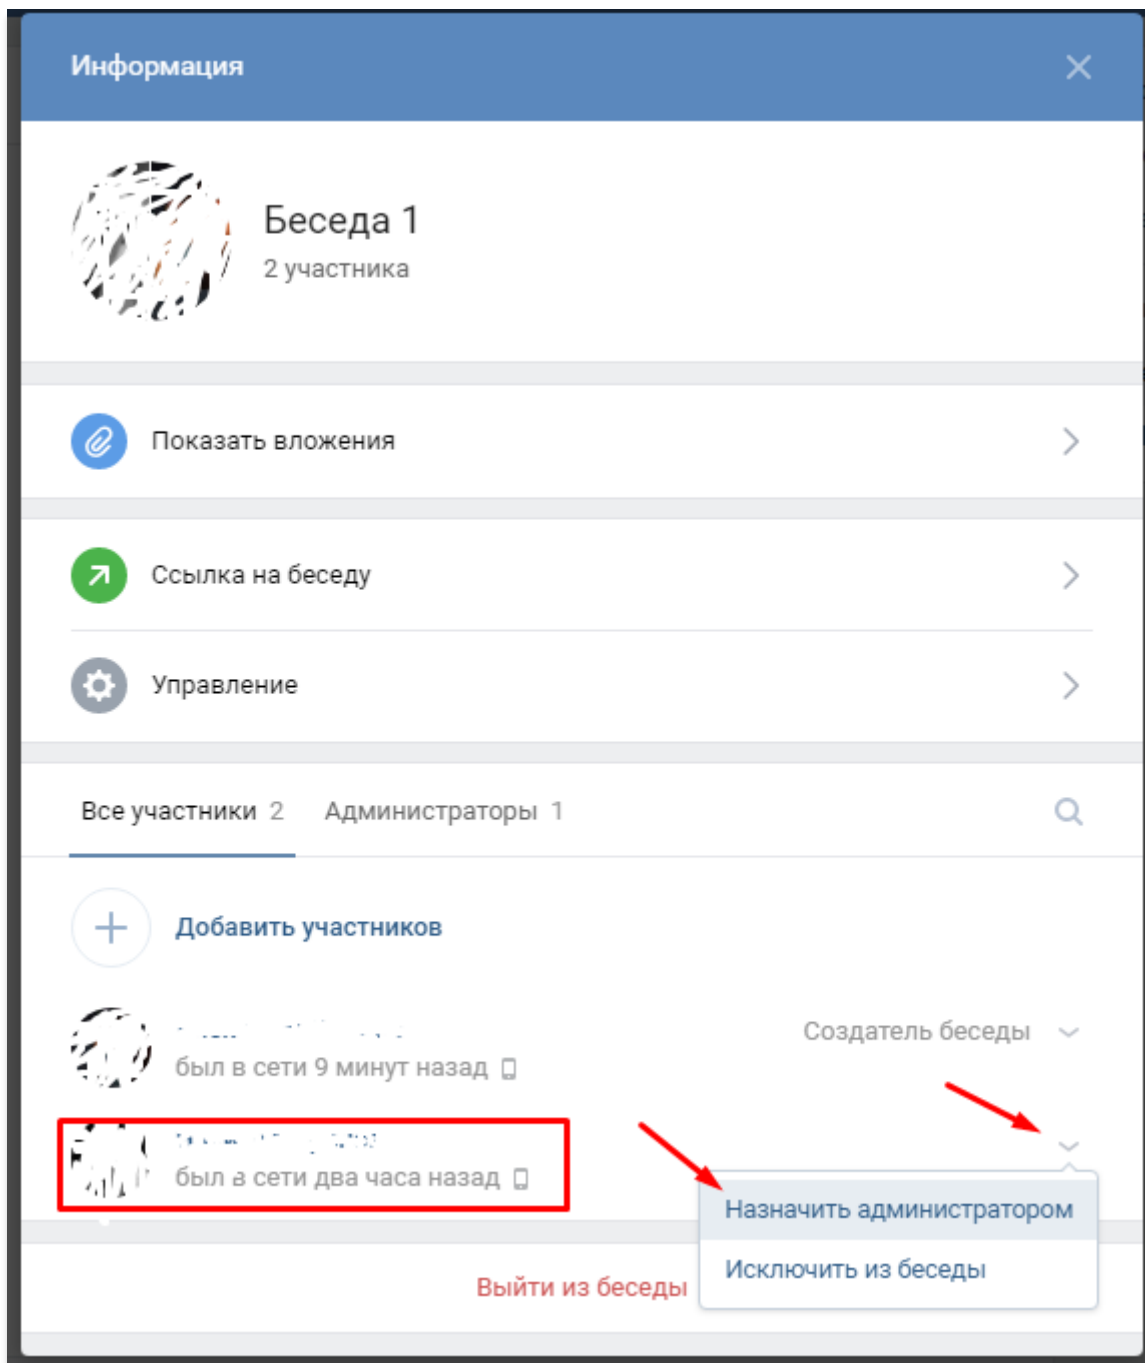 Информация
Беседа 1
2 участника
Показать вложения
Ссылка на беседу
Управление
Все участники 2 Администраторы 1
Добавить участников
Создатель беседы
был в сети 9 минут назад
был в сети два часа назад
Назначить администратором
Исключить из беседы
Выйти из беседы